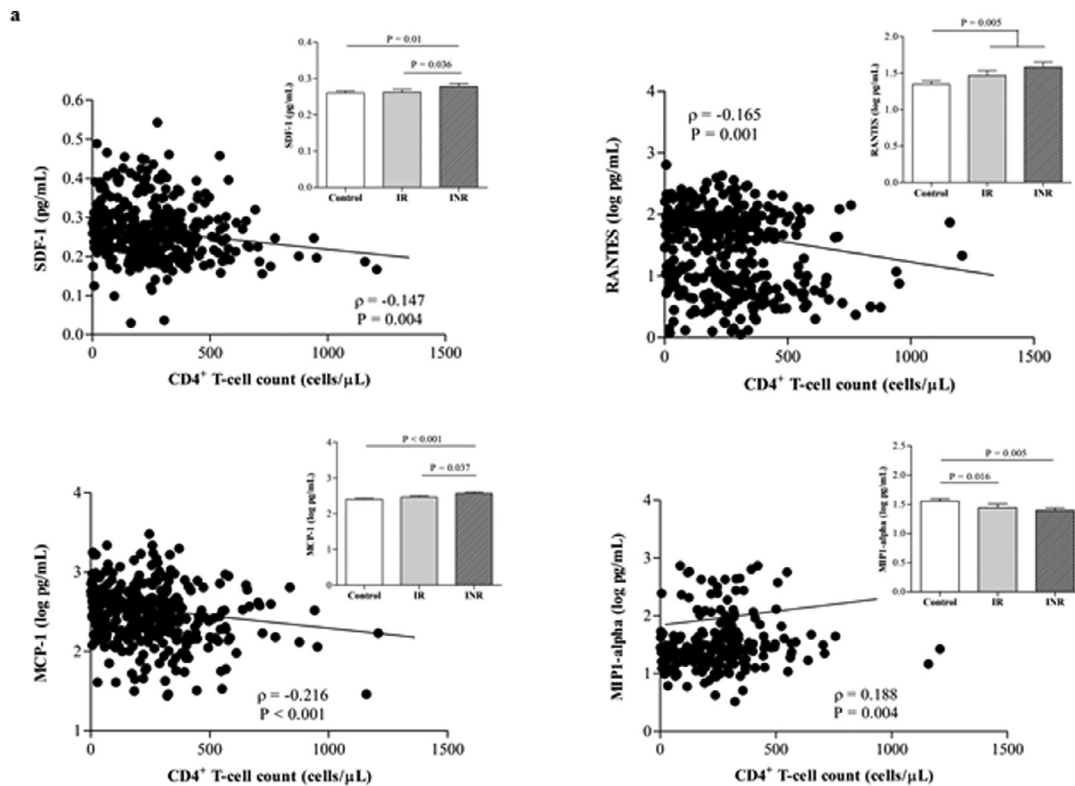 a
SDF-1 (pg/mL)
0.6
0.5
0.4
0.3
0.2
0.1
0.0
0 500 1000 1500
CD4⁺ T-cell count (cells/μL)
ρ = -0.147
P = 0.004
SDF-1 (pg/mL)
0.4
0.3
0.2
0.1
0.0
P = 0.01
P = 0.036
Control IR INR
RANTES (log pg/mL)
4
3
2
1
0
0 500 1000 1500
CD4⁺ T-cell count (cells/μL)
ρ = -0.165
P = 0.001
RANTES (log pg/mL)
2.0
1.5
1.0
0.5
0.0
P = 0.005
Control IR INR
MCP-1 (log pg/mL)
4
3
2
1
0 500 1000 1500
CD4⁺ T-cell count (cells/μL)
ρ = -0.216
P < 0.001
MCP-1 (log pg/mL)
4
3
2
1
0
P < 0.001
P = 0.037
Control IR INR
MIP1-alpha (log pg/mL)
4
3
2
1
0
0 500 1000 1500
CD4⁺ T-cell count (cells/μL)
ρ = 0.188
P = 0.004
MIP1-alpha (log pg/mL)
2.5
2.0
1.5
1.0
0.5
0.0
P = 0.005
P = 0.016
Control IR INR